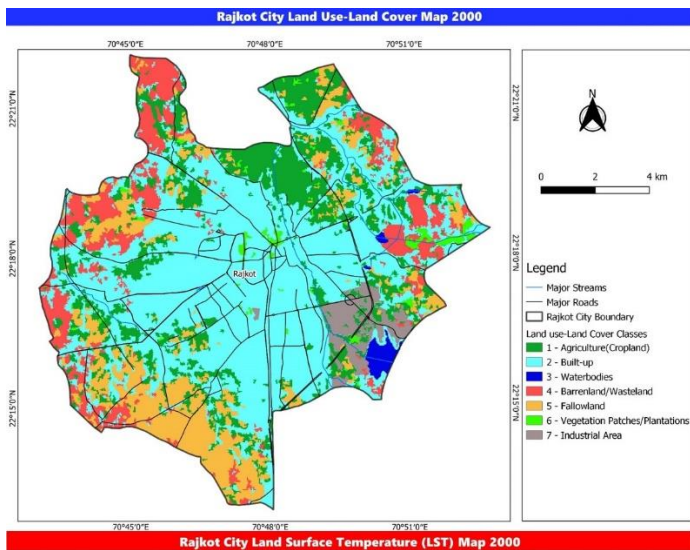 Rajkot City Land Use-Land Cover Map 2000
70°45'0"E 70°48'0"E 70°51'0"E
22°21'0"N 22°21'0"N
N
0 2 4 km
22°18'0"N 22°18'0"N
Rajkot
Legend
Major Streams
Major Roads
Rajkot City Boundary
Land use-Land Cover Classes
1 - Agriculture(Cropland)
2 - Built-up
3 - Waterbodies
4 - Barrenland/Wasteland
5 - Fallowland
6 - Vegetation Patches/Plantations
7 - Industrial Area
22°15'0"N 22°15'0"N
70°45'0"E 70°48'0"E 70°51'0"E
Rajkot City Land Surface Temperature (LST) Map 2000